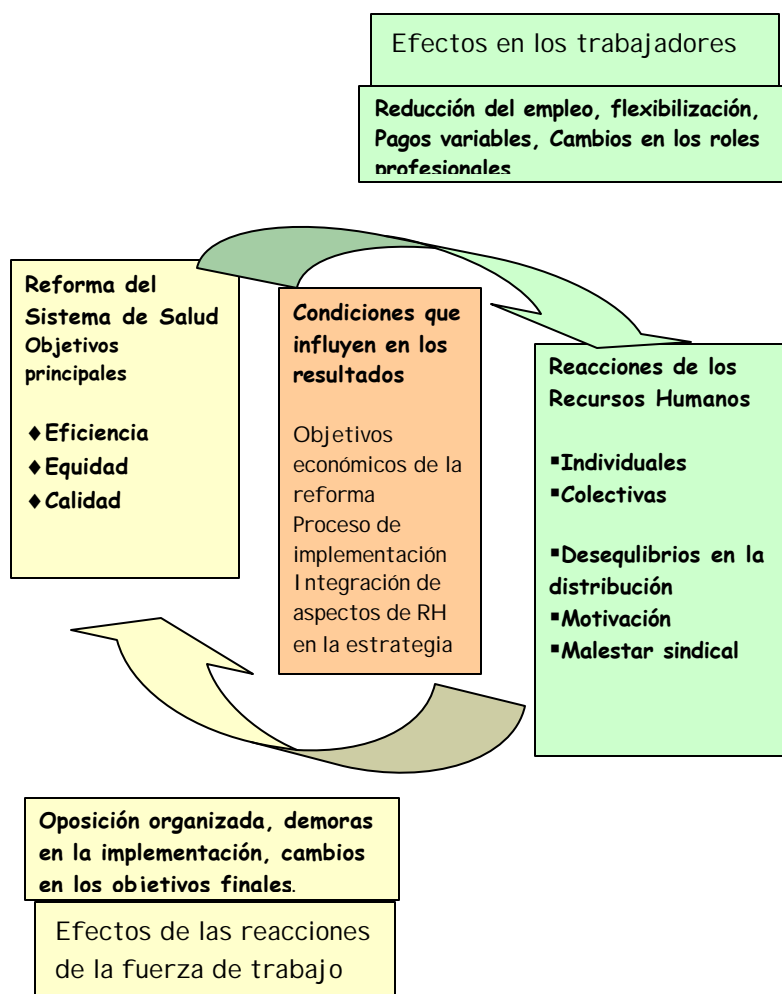 Efectos en los trabajadores
Reducción del empleo, flexibilización,
Pagos variables, Cambios en los roles
profesionales
Reforma del
Sistema de Salud
Objetivos
principales
♦Eficiencia
♦Equidad
♦Calidad
Condiciones que
influyen en los
resultados
Objetivos
económicos de la
reforma
Proceso de
implementación
Integración de
aspectos de RH
en la estrategia
Reacciones de los
Recursos Humanos
▪Individuales
▪Colectivas
▪Desequlibrios en la
distribución
▪Motivación
▪Malestar sindical
Oposición organizada, demoras
en la implementación, cambios
en los objetivos finales.
Efectos de las reacciones
de la fuerza de trabajo